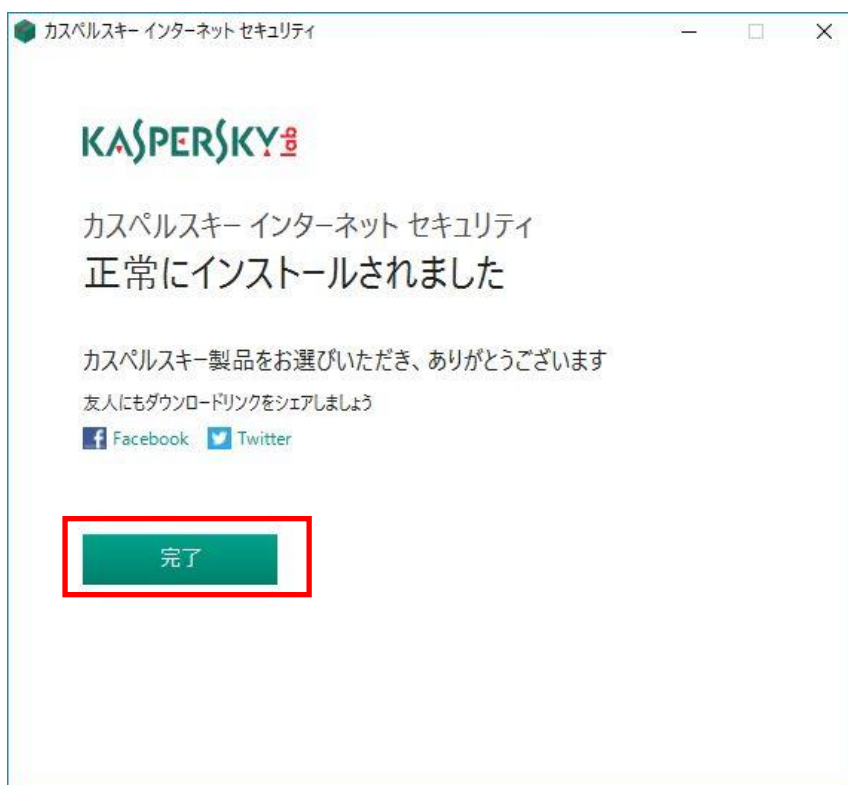 カスペルスキー インターネット セキュリティ
KASPERSKY lab
カスペルスキー インターネット セキュリティ
正常にインストールされました
カスペルスキー製品をお選びいただき、ありがとうございます
友人にもダウンロードリンクをシェアしましょう
Facebook Twitter
完了